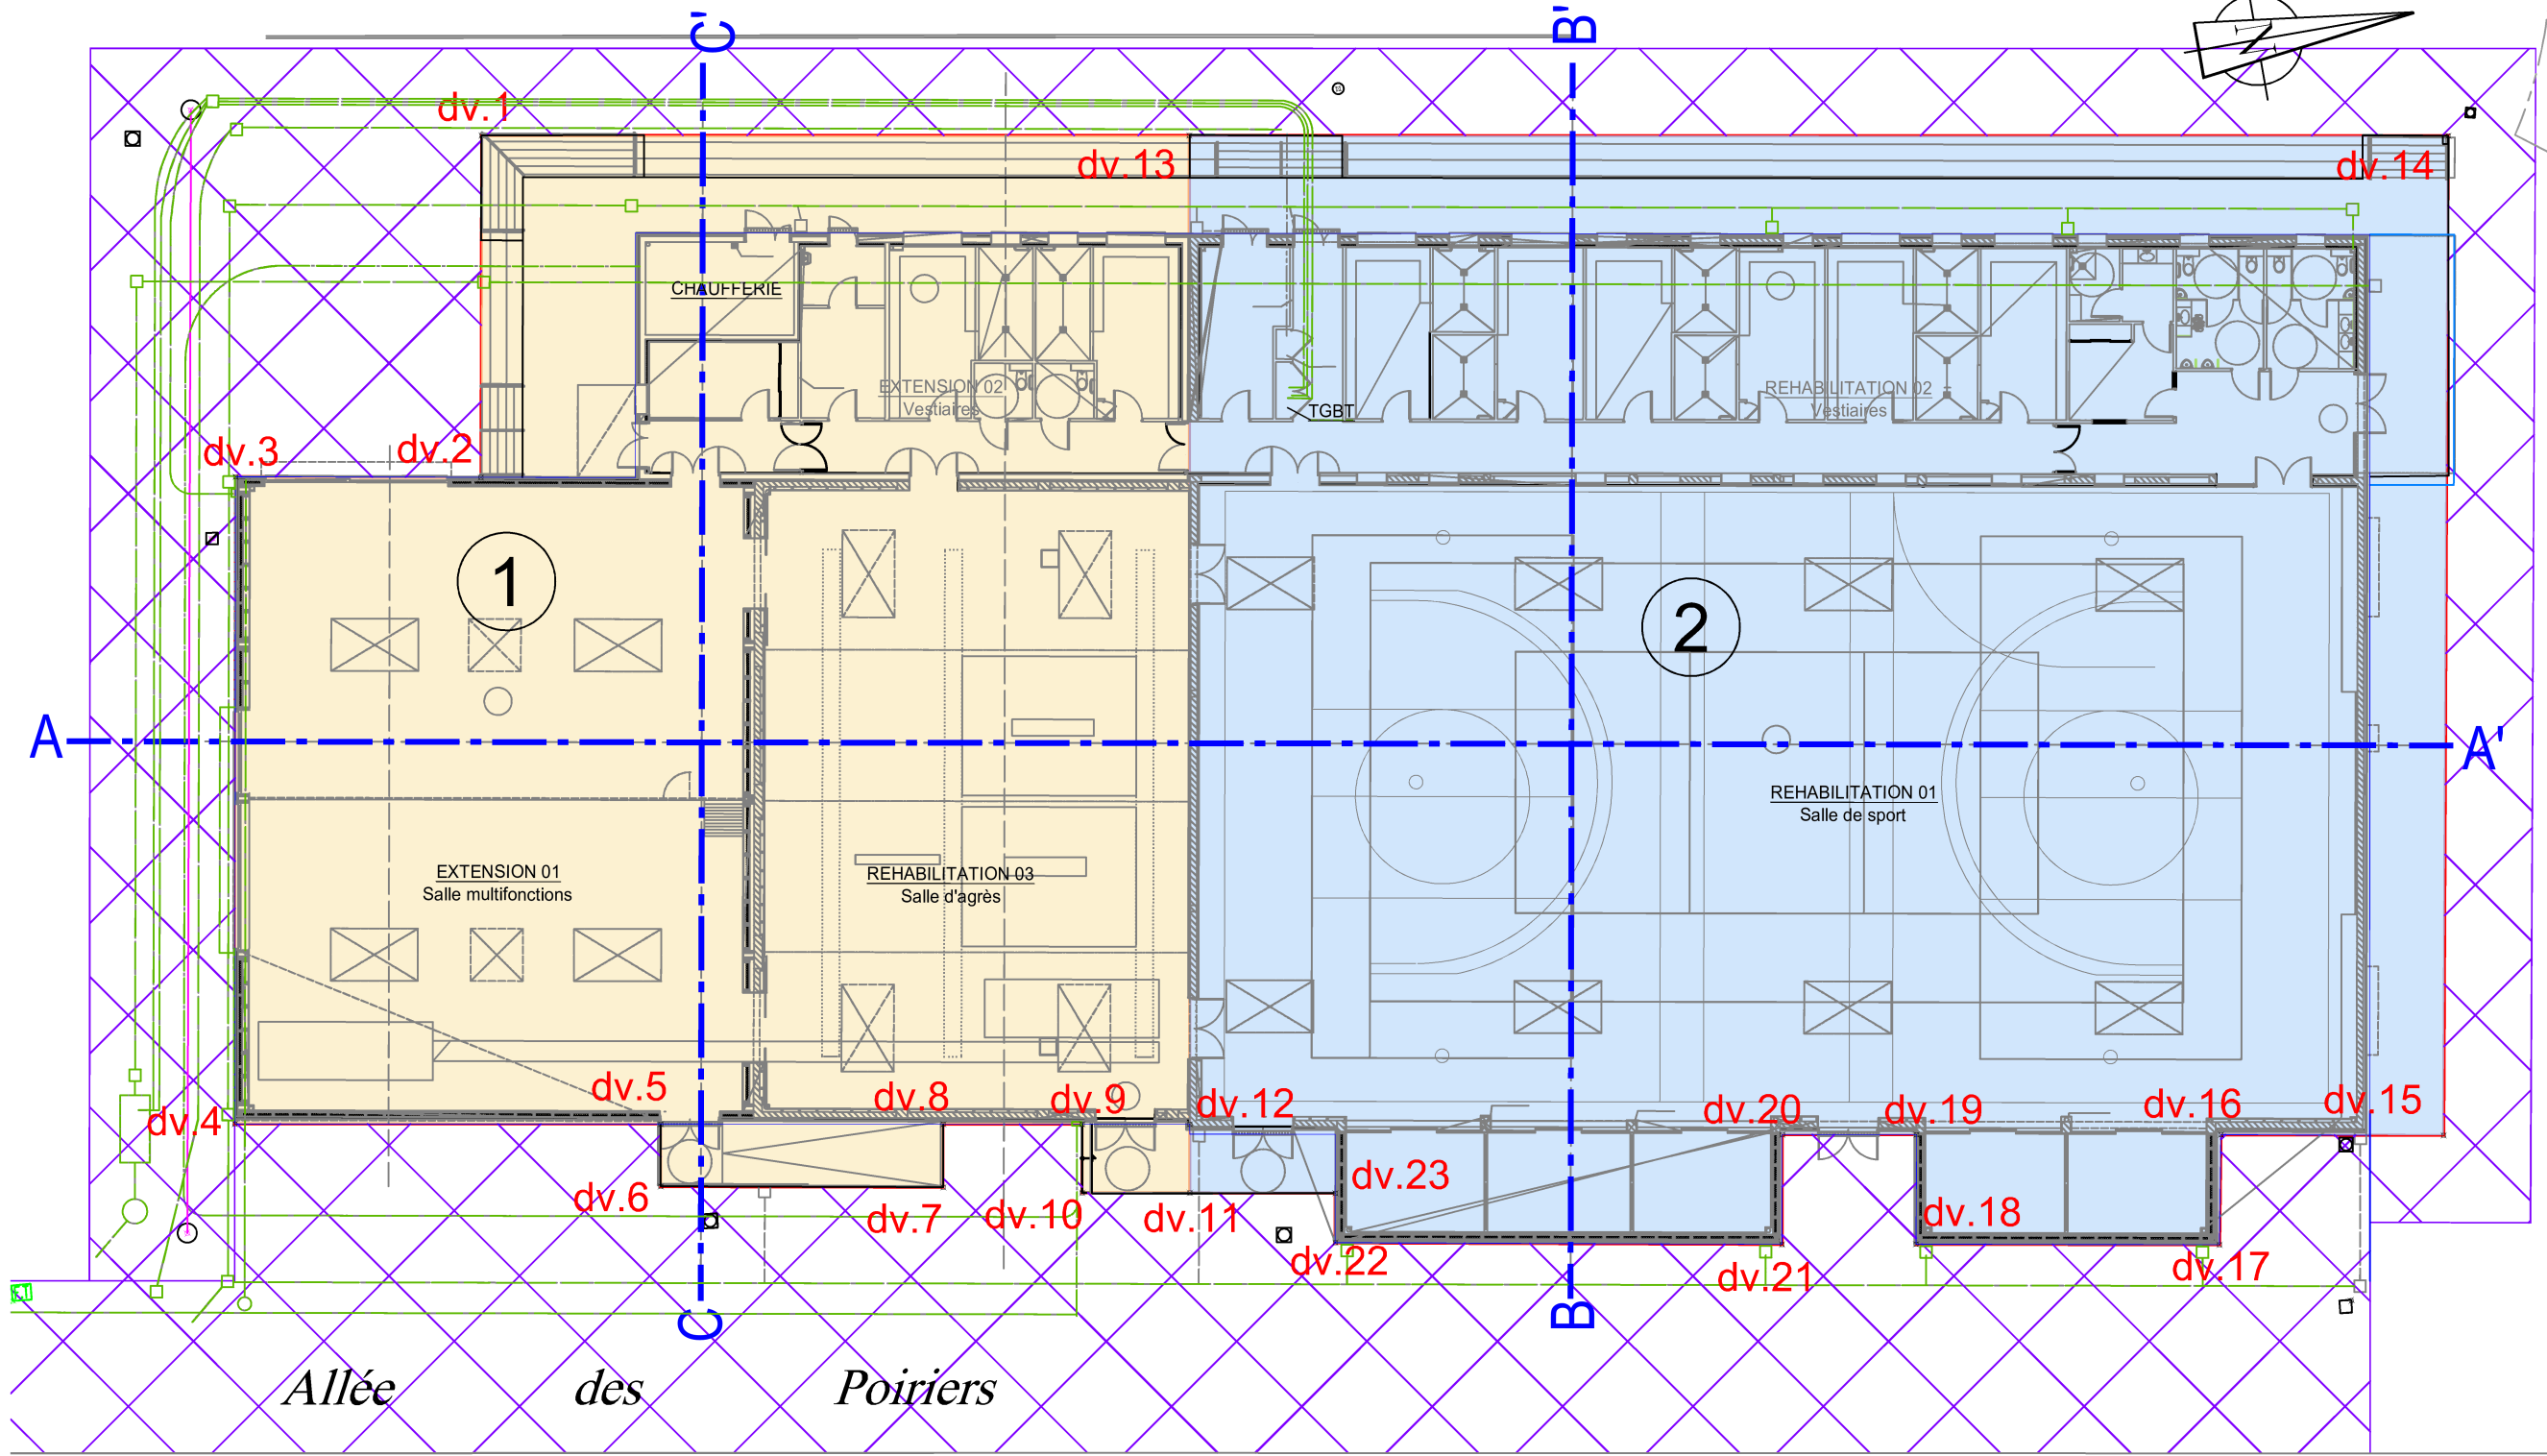 C'
B'
N
dv.1
dv.13
dv.14
CHAUFFERIE
EXTENSION 02
Vestiaires
TGBT
REHABILITATION 02
Vestiaires
dv.3
dv.2
1
2
A
A'
REHABILITATION 01
Salle de sport
EXTENSION 01
Salle multifonctions
REHABILITATION 03
Salle d'agrès
dv.5
dv.8
dv.9
dv.12
dv.20
dv.19
dv.16
dv.15
dv.4
dv.6
dv.7
dv.10
dv.11
dv.23
dv.18
dv.22
dv.21
dv.17
C
B
Allée des Poiriers